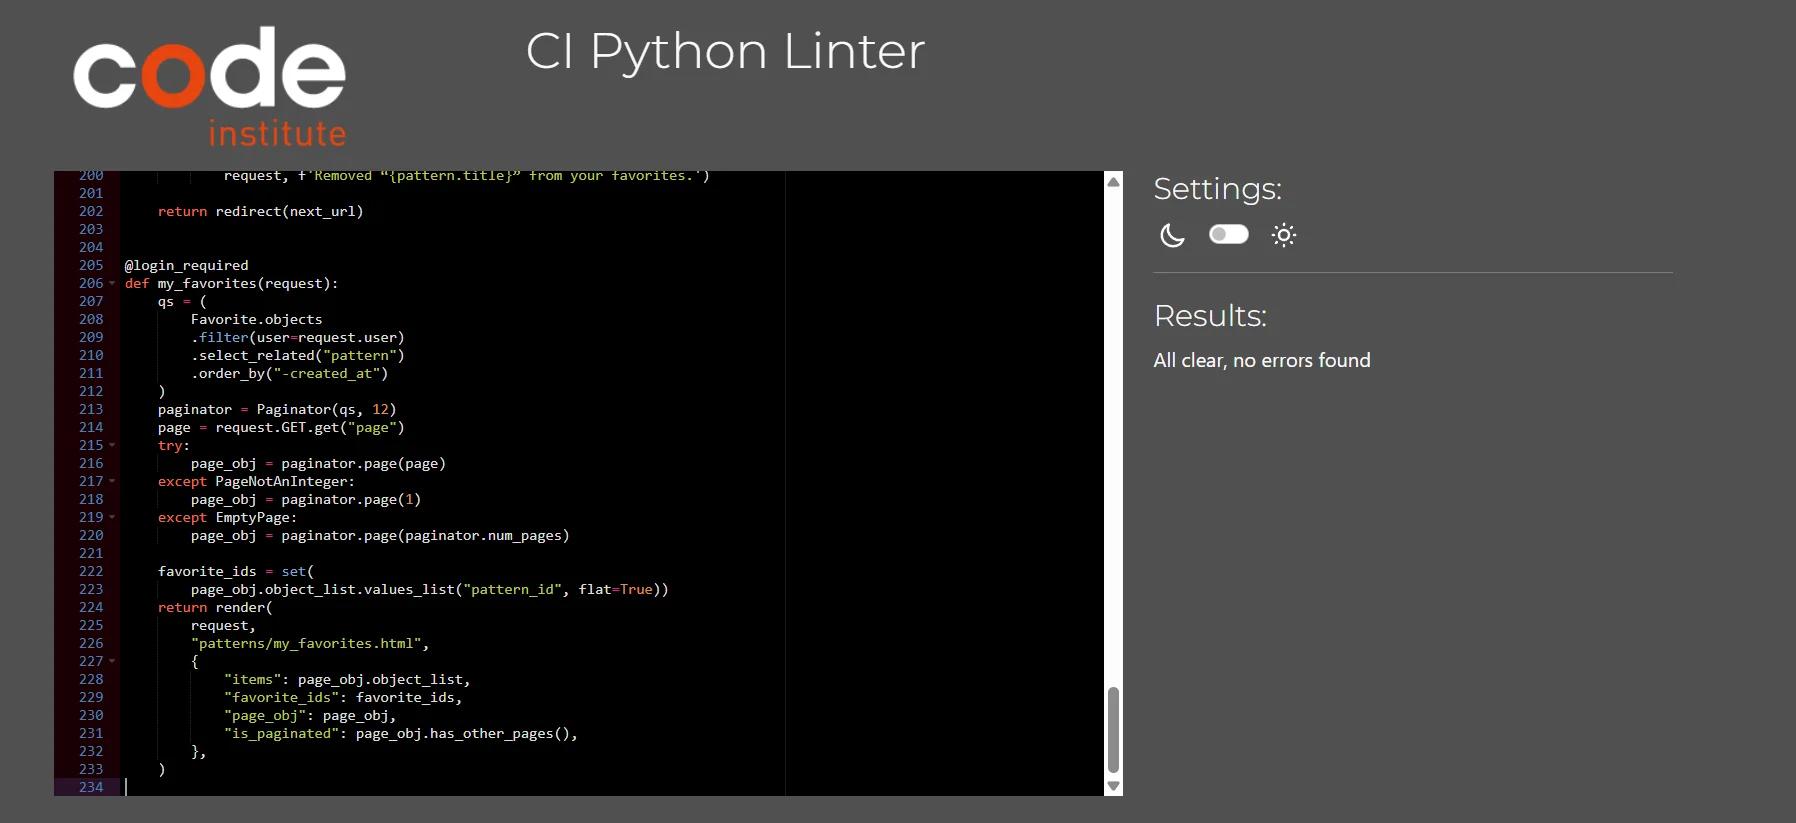 code
institute
CI Python Linter
200 request, f'Removed “{pattern.title}” from your favorites.')
201
202 return redirect(next_url)
203
204
205 @login_required
206 def my_favorites(request):
207 qs = (
208 Favorite.objects
209 .filter(user=request.user)
210 .select_related("pattern")
211 .order_by("-created_at")
212 )
213 paginator = Paginator(qs, 12)
214 page = request.GET.get("page")
215 try:
216 page_obj = paginator.page(page)
217 except PageNotAnInteger:
218 page_obj = paginator.page(1)
219 except EmptyPage:
220 page_obj = paginator.page(paginator.num_pages)
221
222 favorite_ids = set(
223 page_obj.object_list.values_list("pattern_id", flat=True))
224 return render(
225 request,
226 "patterns/my_favorites.html",
227 {
228 "items": page_obj.object_list,
229 "favorite_ids": favorite_ids,
230 "page_obj": page_obj,
231 "is_paginated": page_obj.has_other_pages(),
232 },
233 )
234
Settings:
Results:
All clear, no errors found